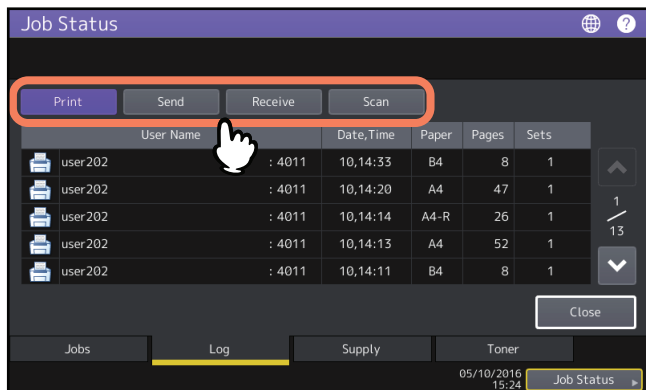 Job Status ?
Print Send Receive Scan
User Name Date,Time Paper Pages Sets
user202 : 4011 10,14:33 B4 8 1
user202 : 4011 10,14:20 A4 47 1
user202 : 4011 10,14:14 A4-R 26 1
user202 : 4011 10,14:13 A4 52 1
user202 : 4011 10,14:11 B4 8 1
1
13
Close
Jobs Log Supply Toner
05/10/2016
15:24 Job Status